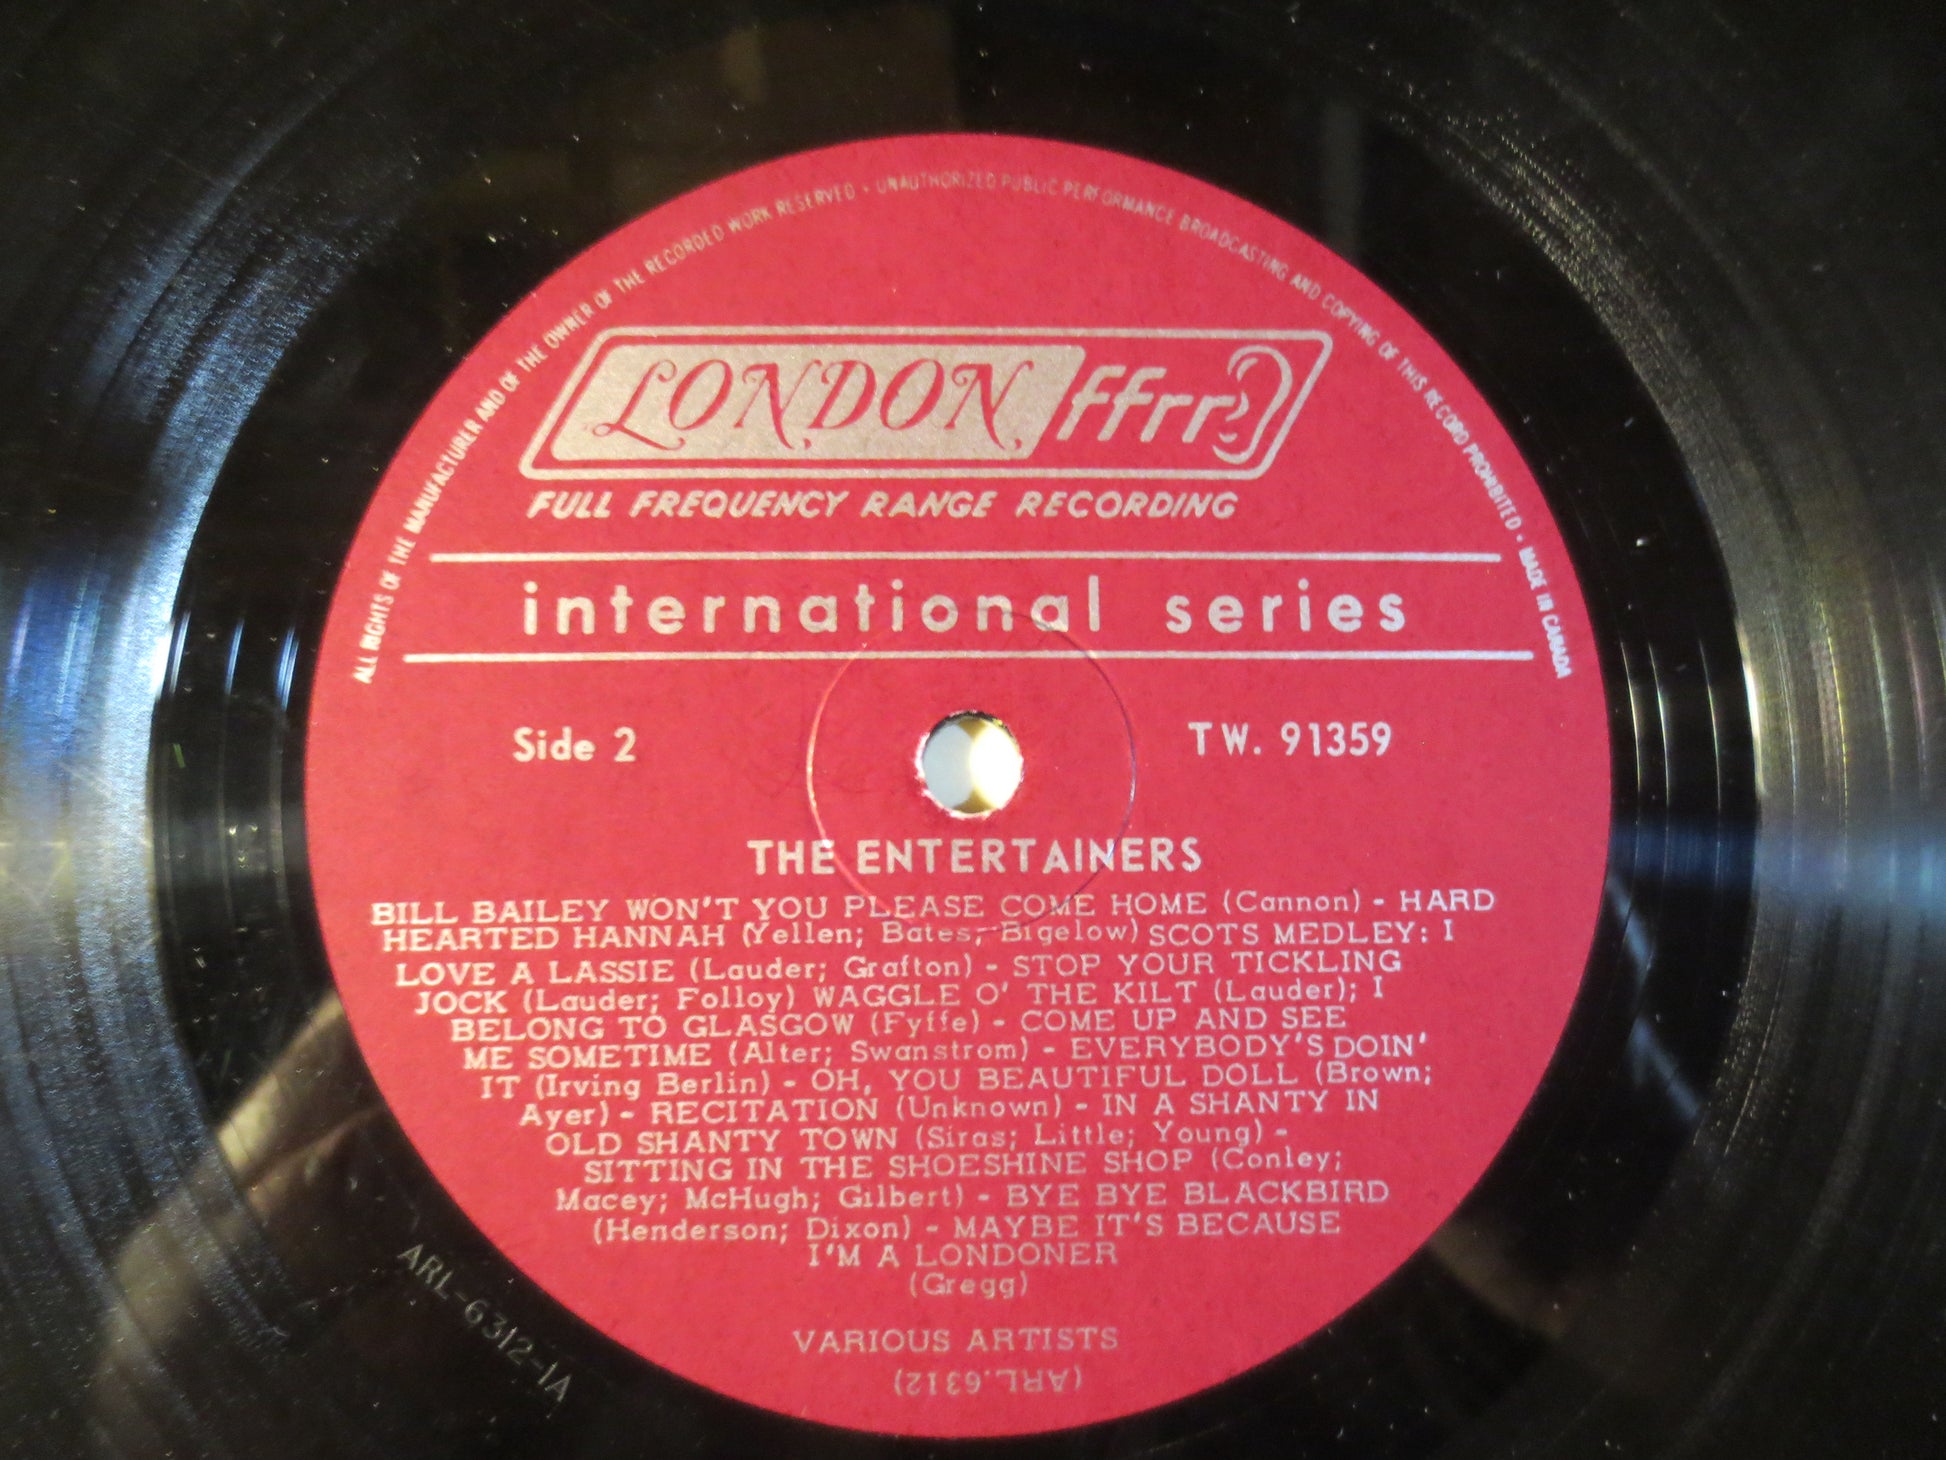 ALL RIGHTS OF THE MANUFACTURER AND OF THE OWNER OF THE RECORDED WORK RESERVED • UNAUTHORIZED PUBLIC PERFORMANCE BROADCASTING AND COPYING OF THIS RECORD PROHIBITED • MADE IN CANADA
LONDON ffrr
FULL FREQUENCY RANGE RECORDING
international series
Side 2
TW. 91359
THE ENTERTAINERS
BILL BAILEY WON'T YOU PLEASE COME HOME (Cannon) - HARD
HEARTED HANNAH (Yellen; Bates; Bigelow) SCOTS MEDLEY: I
LOVE A LASSIE (Lauder; Grafton) - STOP YOUR TICKLING
JOCK (Lauder; Folloy) WAGGLE O' THE KILT (Lauder); I
BELONG TO GLASGOW (Fyffe) - COME UP AND SEE
ME SOMETIME (Alter; Swanstrom) - EVERYBODY'S DOIN'
IT (Irving Berlin) - OH, YOU BEAUTIFUL DOLL (Brown;
Ayer) - RECITATION (Unknown) - IN A SHANTY IN
OLD SHANTY TOWN (Siras; Little; Young) -
SITTING IN THE SHOESHINE SHOP (Conley;
Macey; McHugh; Gilbert) - BYE BYE BLACKBIRD
(Henderson; Dixon) - MAYBE IT'S BECAUSE
I'M A LONDONER
(Gregg)
VARIOUS ARTISTS
(ARL.6312)
ARL-6312-1A